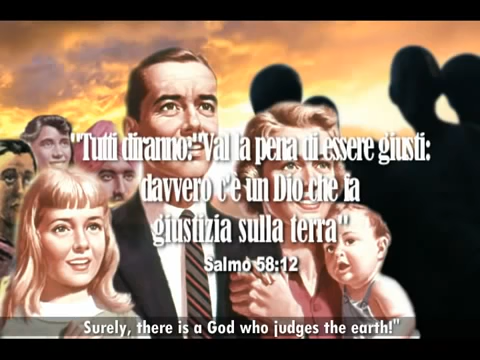 "Tutti diranno:"Val la pena di essere giusti:
davvero c'è un Dio che fa
giustizia sulla terra"
Salmo 58:12
Surely, there is a God who judges the earth!"